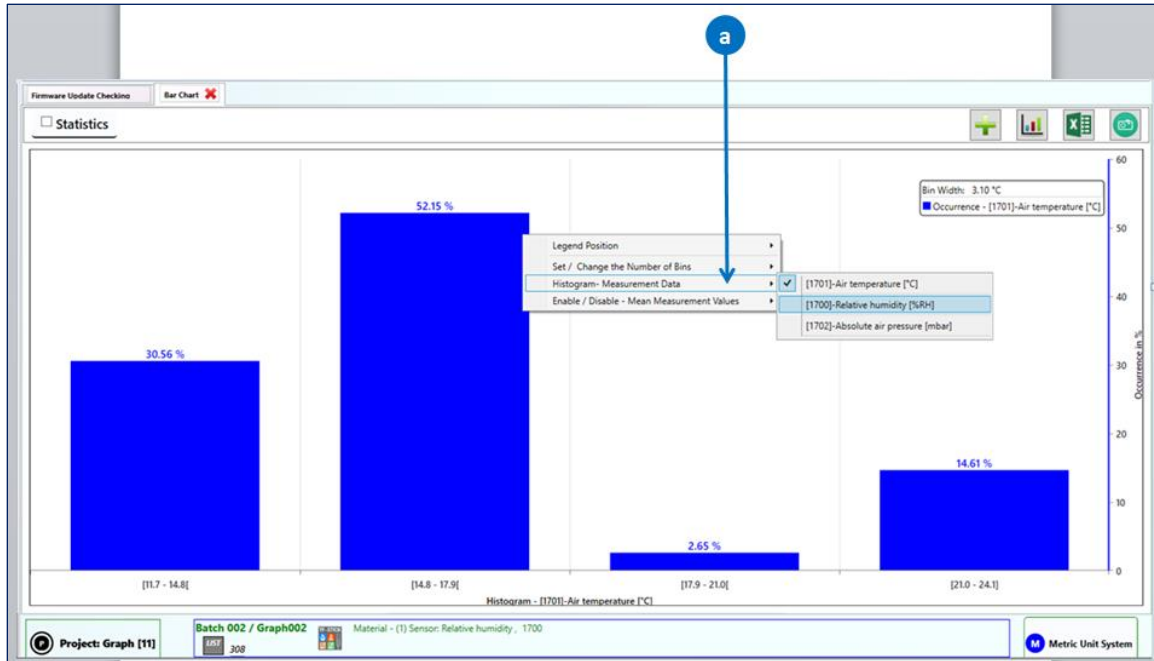 a
Firmware Update Checking
Bar Chart
Statistics
60
Bin Width: 3.10 °C
Occurrence - [1701]-Air temperature [°C]
52.15 %
50
Legend Position
Set / Change the Number of Bins
Histogram- Measurement Data
[1701]-Air temperature [°C]
Enable / Disable - Mean Measurement Values
[1700]-Relative humidity [%RH]
40
[1702]-Absolute air pressure [mbar]
30.56 %
30
Occurrence in %
20
14.61 %
10
2.65 %
0
[11.7 - 14.8[
[14.8 - 17.9[
[17.9 - 21.0[
[21.0 - 24.1]
Histogram - [1701]-Air temperature [°C]
P Project: Graph [11]
Batch 002 / Graph002
LIST 308
Material - (1) Sensor: Relative humidity , 1700
M Metric Unit System